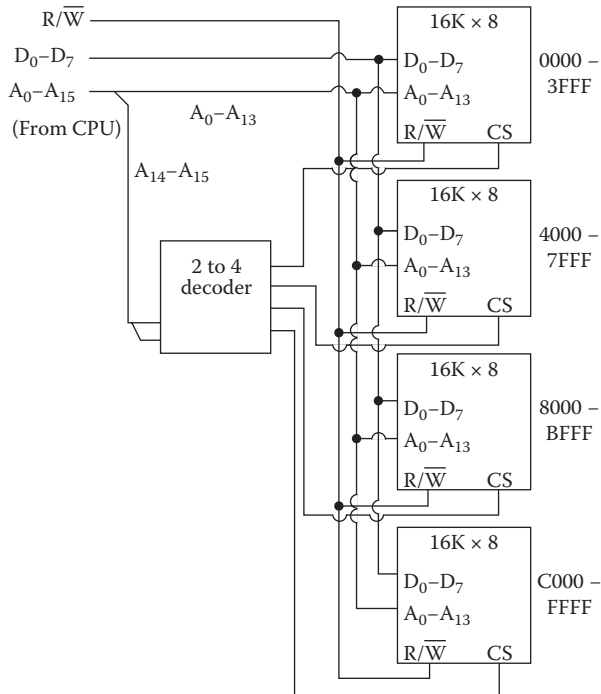 R/W̅
D₀–D₇
A₀–A₁₅
(From CPU)
A₀–A₁₃
A₁₄–A₁₅
2 to 4
decoder
16K × 8
D₀–D₇
A₀–A₁₃
R/W̅ CS
0000 –
3FFF
16K × 8
D₀–D₇
A₀–A₁₃
R/W̅ CS
4000 –
7FFF
16K × 8
D₀–D₇
A₀–A₁₃
R/W̅ CS
8000 –
BFFF
16K × 8
D₀–D₇
A₀–A₁₃
R/W̅ CS
C000 –
FFFF